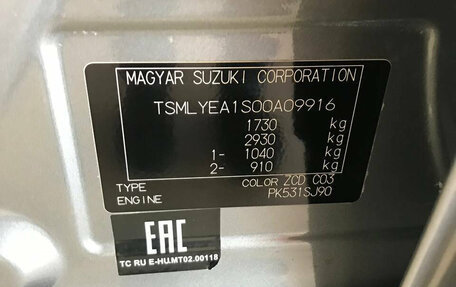 MAGYAR SUZUKI CORPORATION
TSMLYEA1S00A09916
1730 kg
2930 kg
1- 1040 kg
2- 910 kg
TYPE COLOR ZCD C03
ENGINE PK531SJ90
EAC
TC RU E-HU.MT02.00118